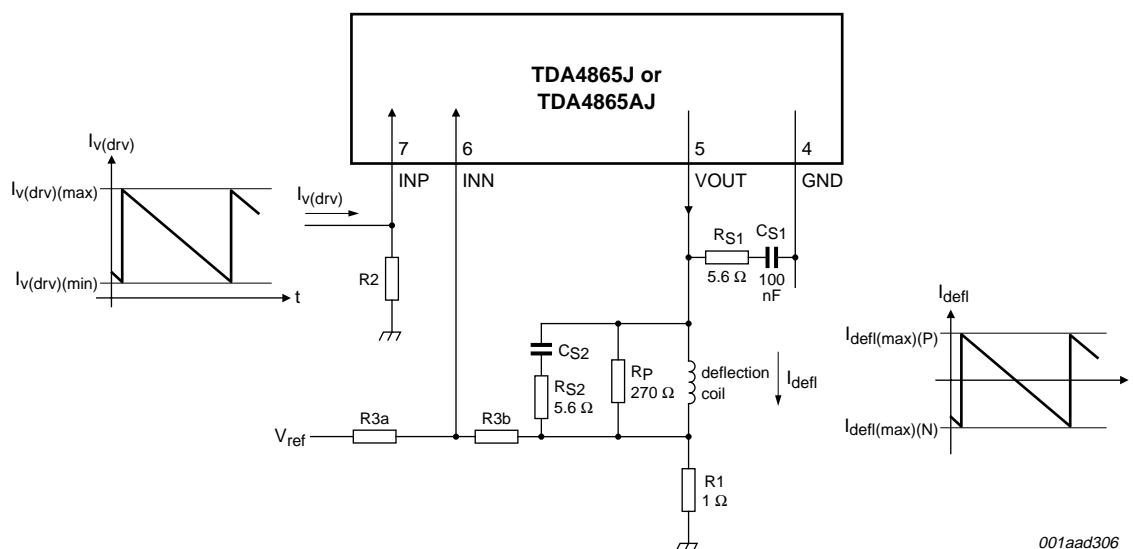 TDA4865J or
TDA4865AJ
7
6
5
4
INP
INN
VOUT
GND
Iv(drv)
Iv(drv)(max)
Iv(drv)(min)
t
Iv(drv)
R2
RS1
5.6 Ω
CS1
100
nF
CS2
RS2
5.6 Ω
RP
270 Ω
deflection
coil
Idefl
Vref
R3a
R3b
R1
1 Ω
Idefl
Idefl(max)(P)
Idefl(max)(N)
001aad306